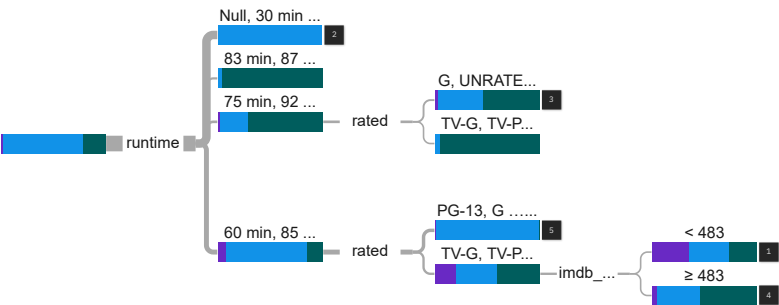 Null, 30 min ...
2
83 min, 87 ...
75 min, 92 ...
G, UNRATE...
3
rated
TV-G, TV-P...
runtime
60 min, 85 ...
PG-13, G …...
5
rated
TV-G, TV-P...
imdb_...
< 483
1
≥ 483
4